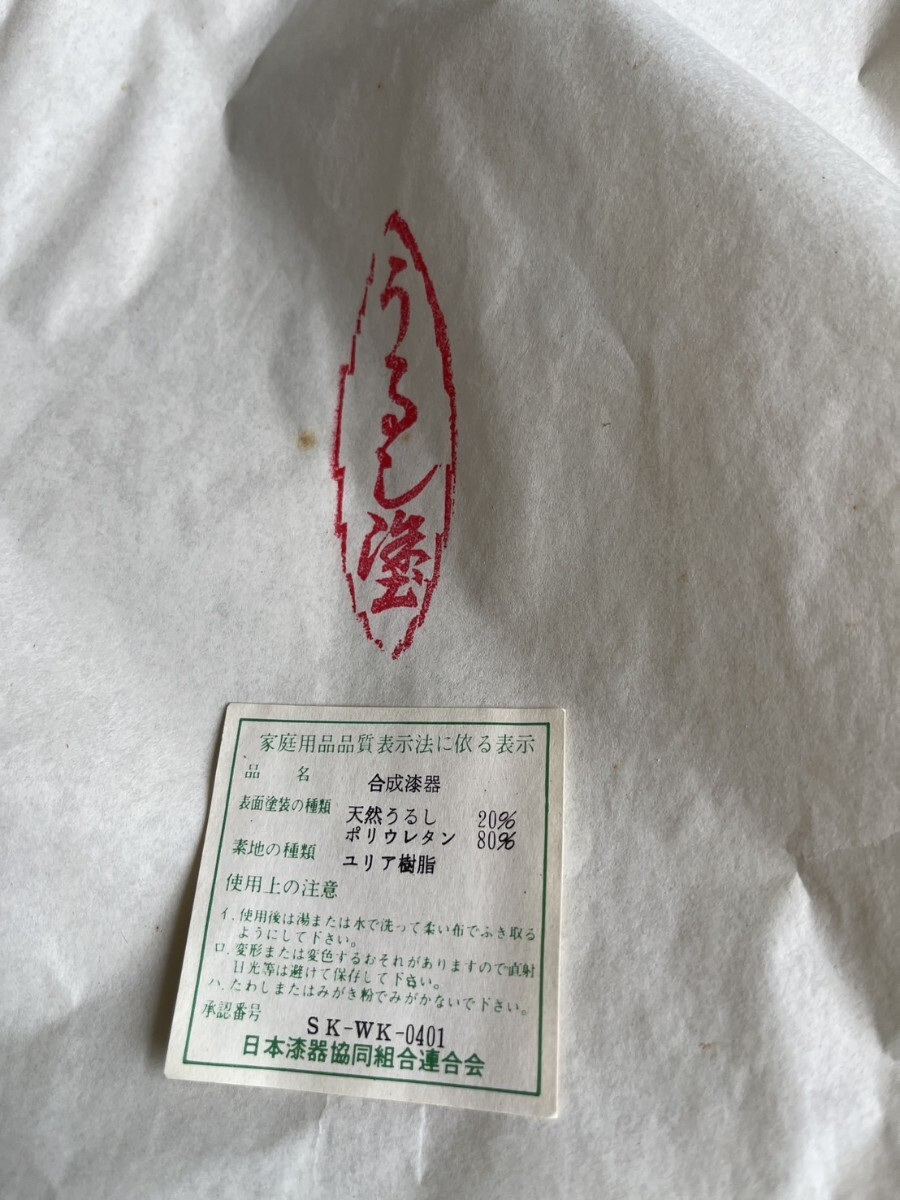 うるし塗
家庭用品品質表示法に依る表示
品 名 合成漆器
表面塗装の種類 天然うるし 20%
ポリウレタン 80%
素地の種類 ユリア樹脂
使用上の注意
イ. 使用後は湯または水で洗って柔い布でふき取る
ようにして下さい。
ロ. 変形または変色するおそれがありますので直射
日光等は避けて保存して下さい。
ハ. たわしまたはみがき粉でみがかないで下さい。
承認番号
SK-WK-0401
日本漆器協同組合連合会